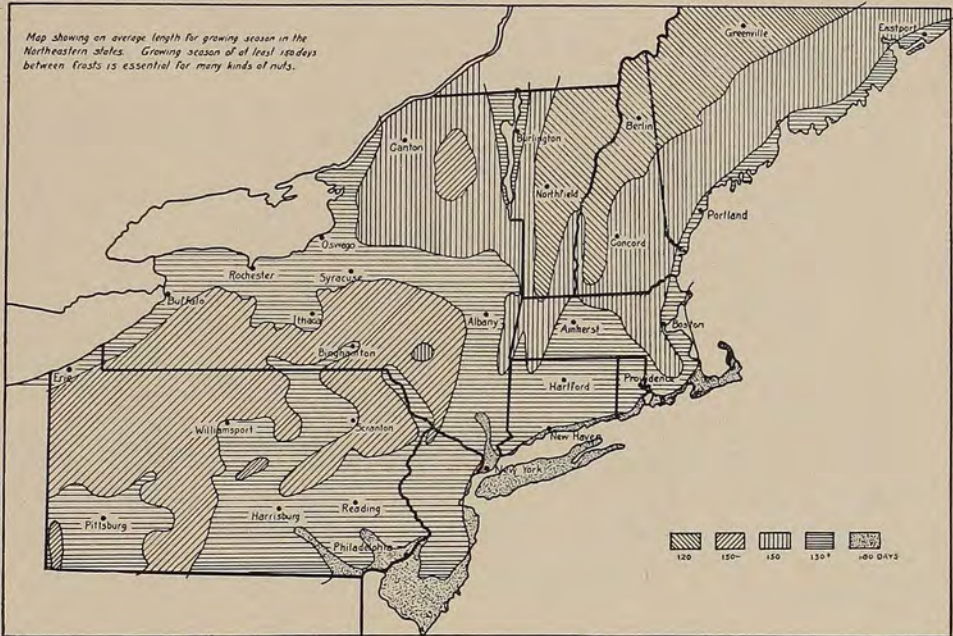 Map showing an average length for growing season in the
Northeastern states. Growing season of at least 150 days
between frosts is essential for many kinds of nuts.
Greenville
Eastport
Berlin
Canton
Burlington
Northfield
Portland
Concord
Oswego
Rochester
Syracuse
Buffalo
Ithaca
Albany
Amherst
Boston
Binghamton
Erie
Hartford
Providence
Williamsport
Scranton
New Haven
New York
Reading
Harrisburg
Pittsburg
Philadelphia
120 150- 150 150+ 180 DAYS